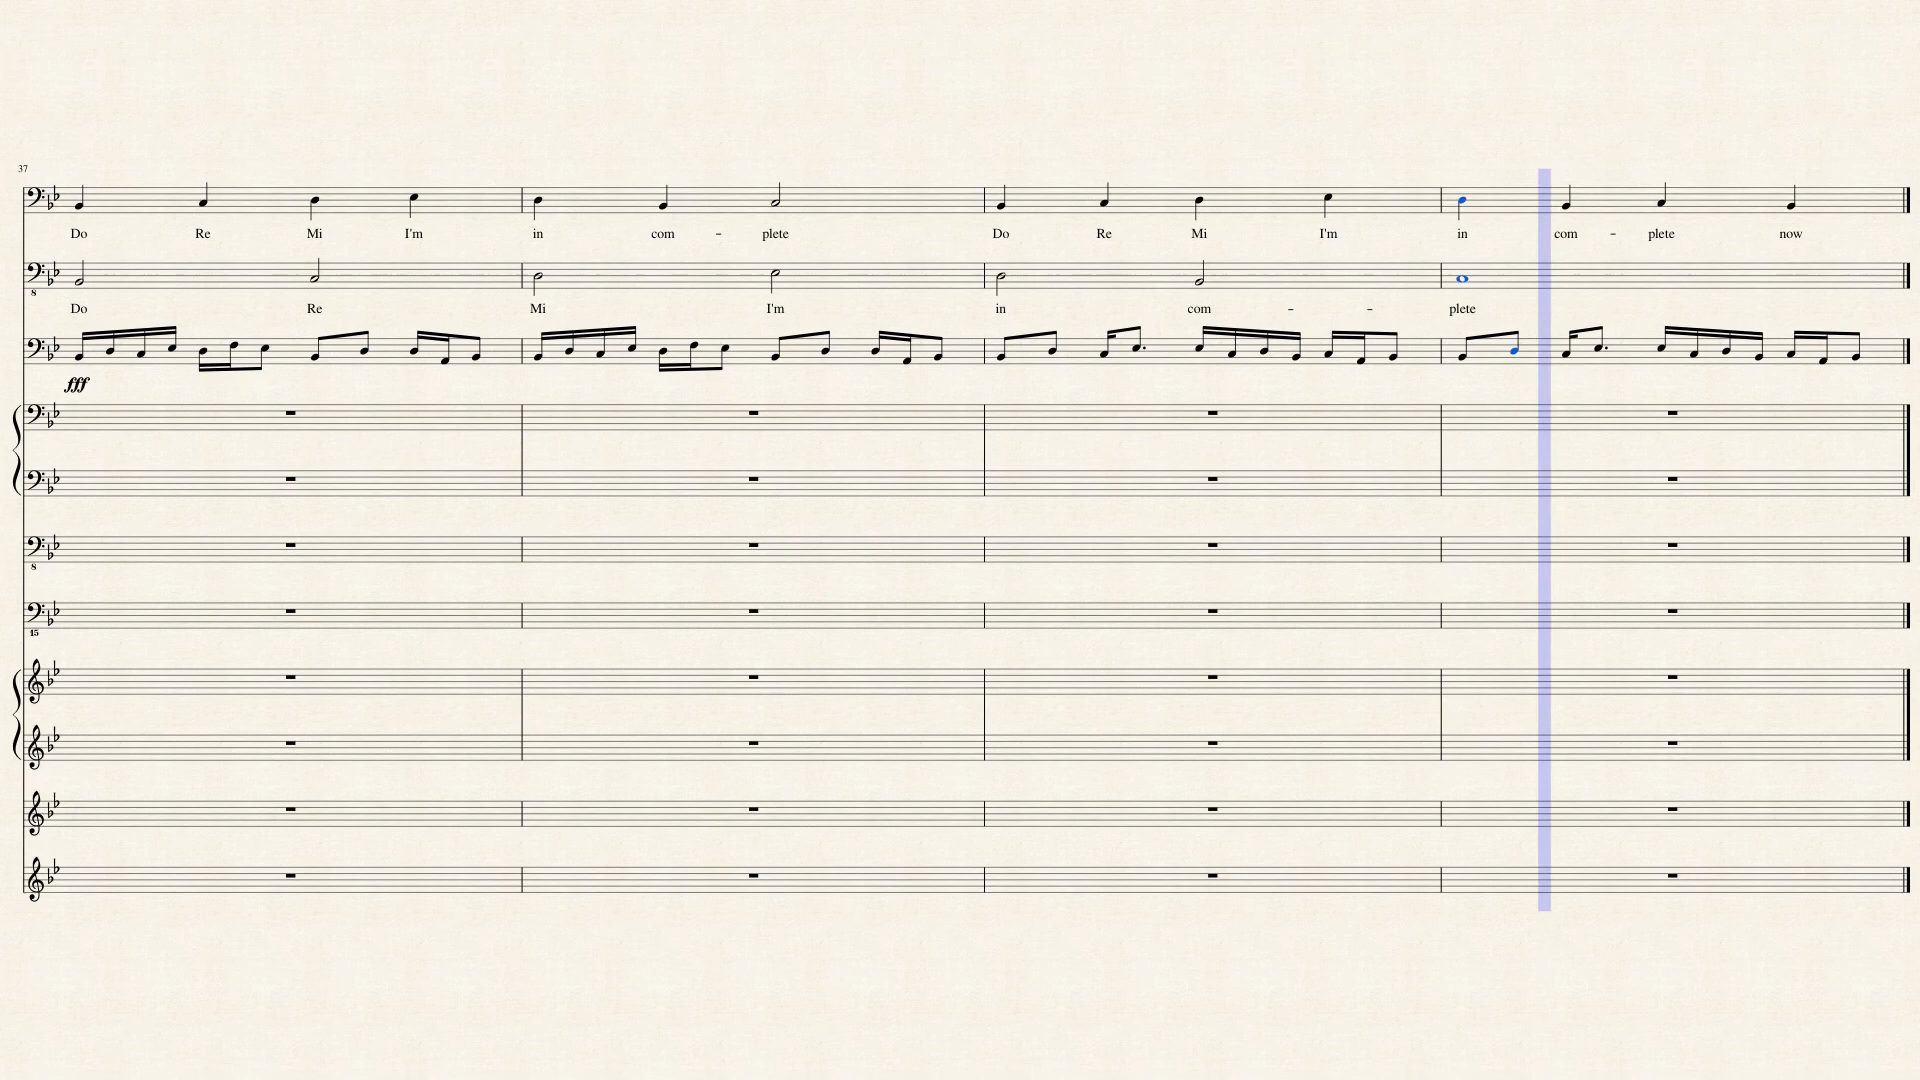 37
Do Re Mi I'm in com - plete Do Re Mi I'm in com - plete now
8
Do Re Mi I'm in com - - plete
fff
8
15